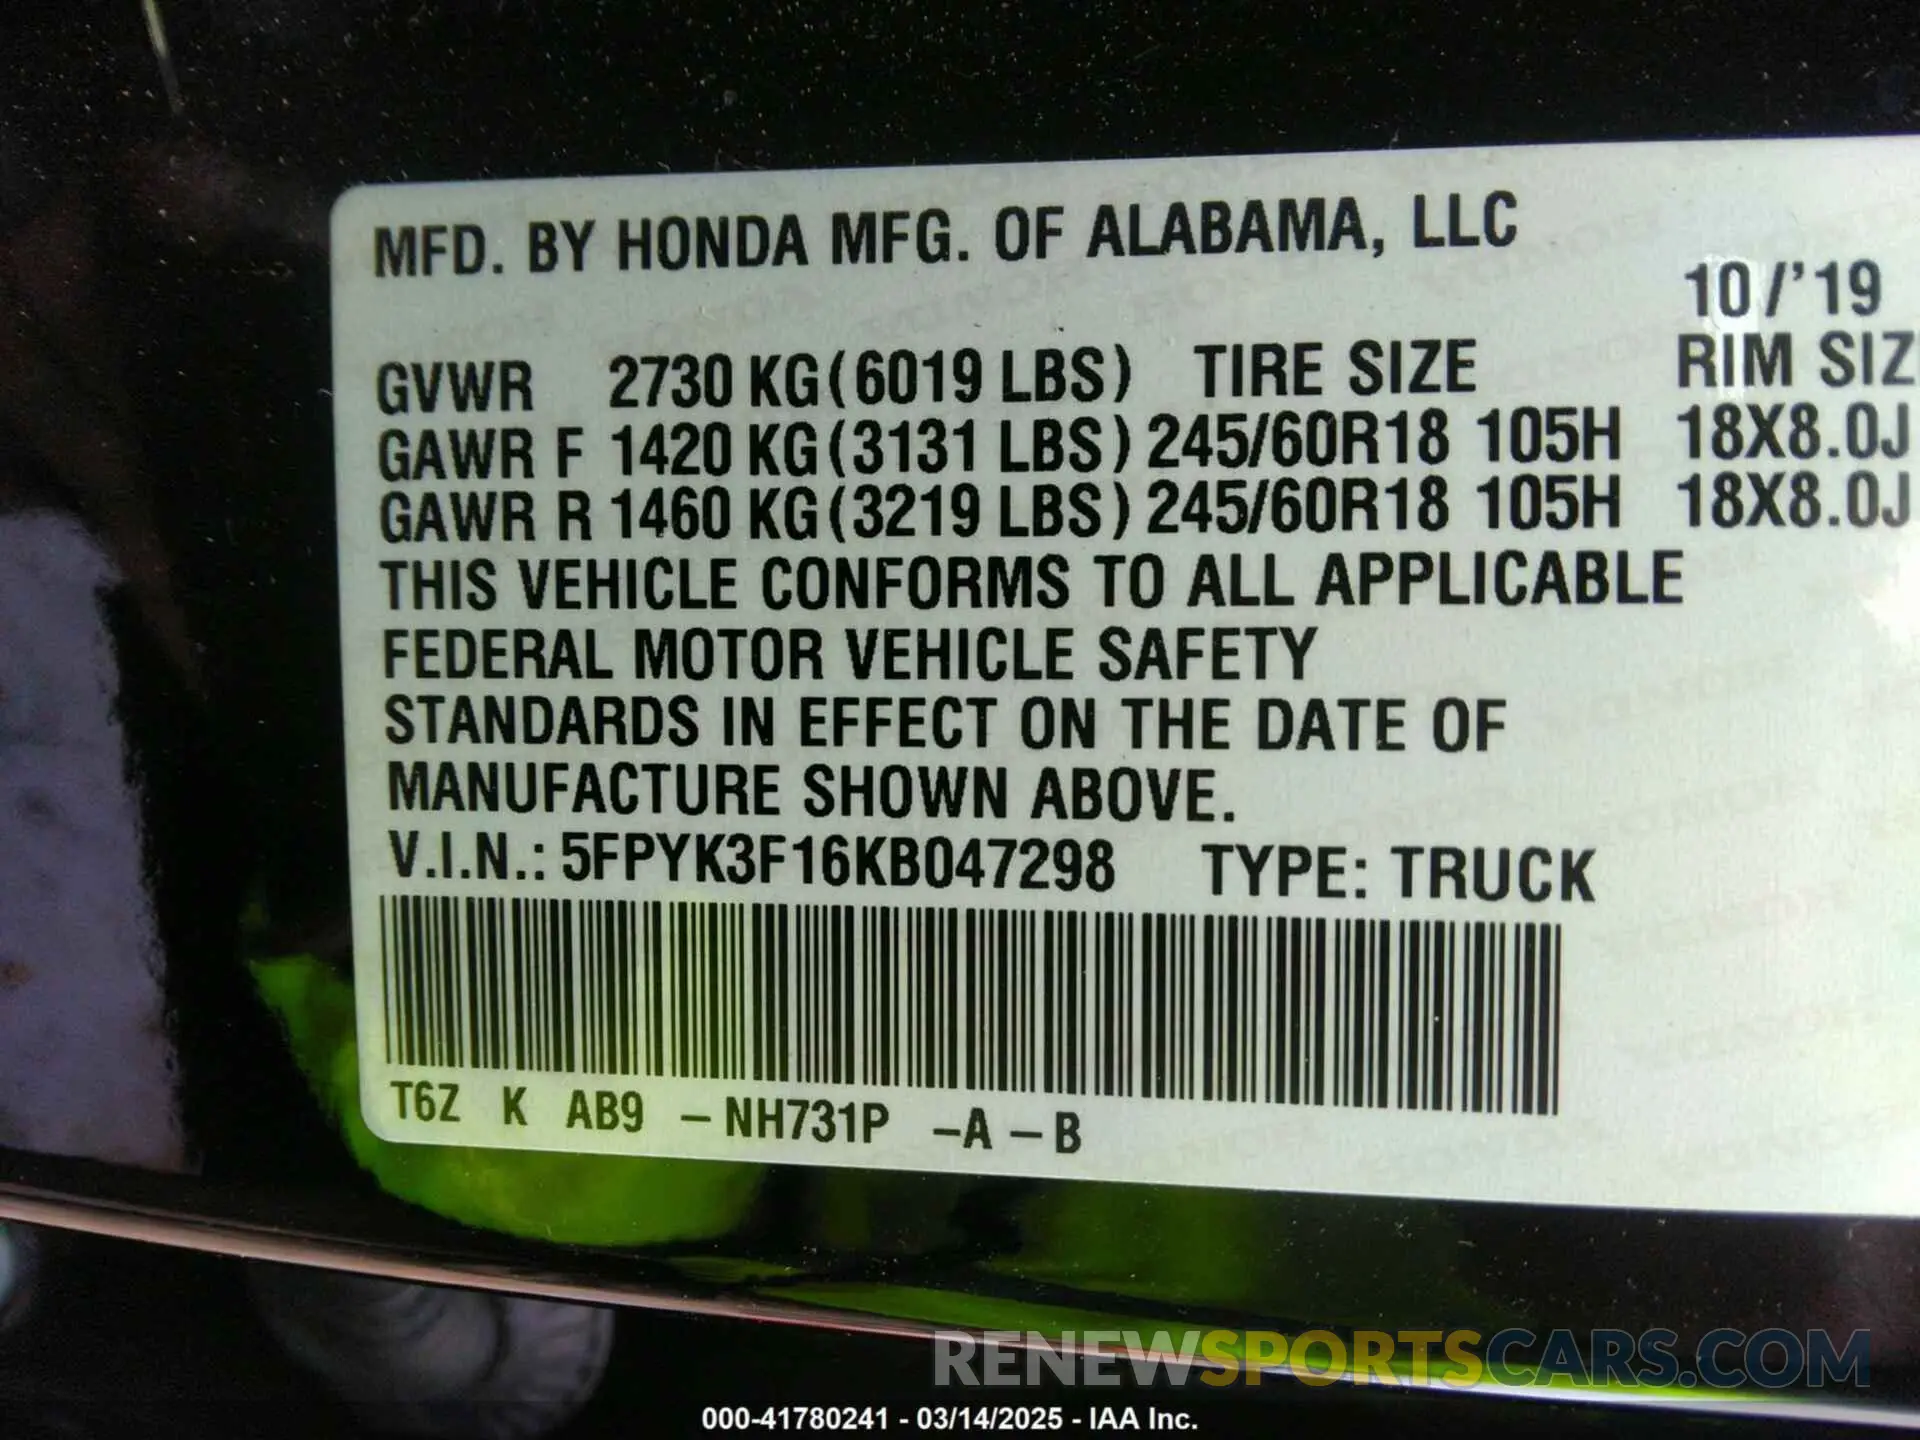 MFD. BY HONDA MFG. OF ALABAMA, LLC
10/'19
GVWR 2730 KG(6019 LBS) TIRE SIZE RIM SIZ
GAWR F 1420 KG(3131 LBS) 245/60R18 105H 18X8.0J
GAWR R 1460 KG(3219 LBS) 245/60R18 105H 18X8.0J
THIS VEHICLE CONFORMS TO ALL APPLICABLE
FEDERAL MOTOR VEHICLE SAFETY
STANDARDS IN EFFECT ON THE DATE OF
MANUFACTURE SHOWN ABOVE.
V.I.N.: 5FPYK3F16KB047298 TYPE: TRUCK
T6Z K AB9 -NH731P -A-B
RENEWSPORTSCARS.COM
000-41780241 - 03/14/2025 - IAA Inc.